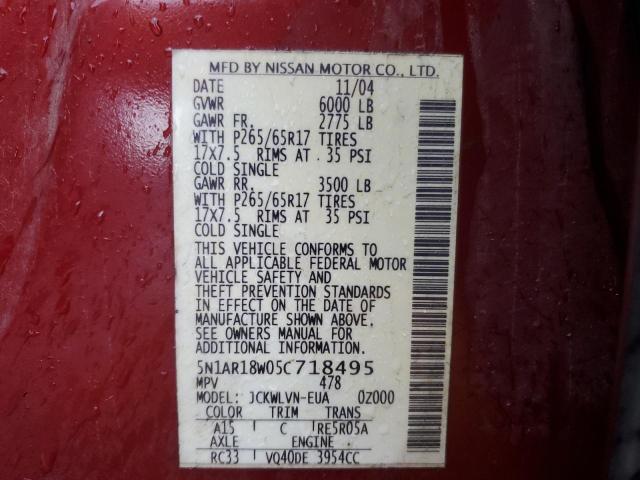 MFD BY NISSAN MOTOR CO., LTD.
DATE 11/04
GVWR 6000 LB
GAWR FR. 2775 LB
WITH P265/65R17 TIRES
17X7.5 RIMS AT 35 PSI
COLD SINGLE
GAWR RR. 3500 LB
WITH P265/65R17 TIRES
17X7.5 RIMS AT 35 PSI
COLD SINGLE
THIS VEHICLE CONFORMS TO
ALL APPLICABLE FEDERAL MOTOR
VEHICLE SAFETY AND
THEFT PREVENTION STANDARDS
IN EFFECT ON THE DATE OF
MANUFACTURE SHOWN ABOVE.
SEE OWNERS MANUAL FOR
ADDITIONAL INFORMATION.
5N1AR18W05C718495
MPV 478
MODEL: JCKWLVN-EUA 0Z000
COLOR TRIM TRANS
A15 C RE5R05A
AXLE ENGINE
RC33 VQ40DE 3954CC